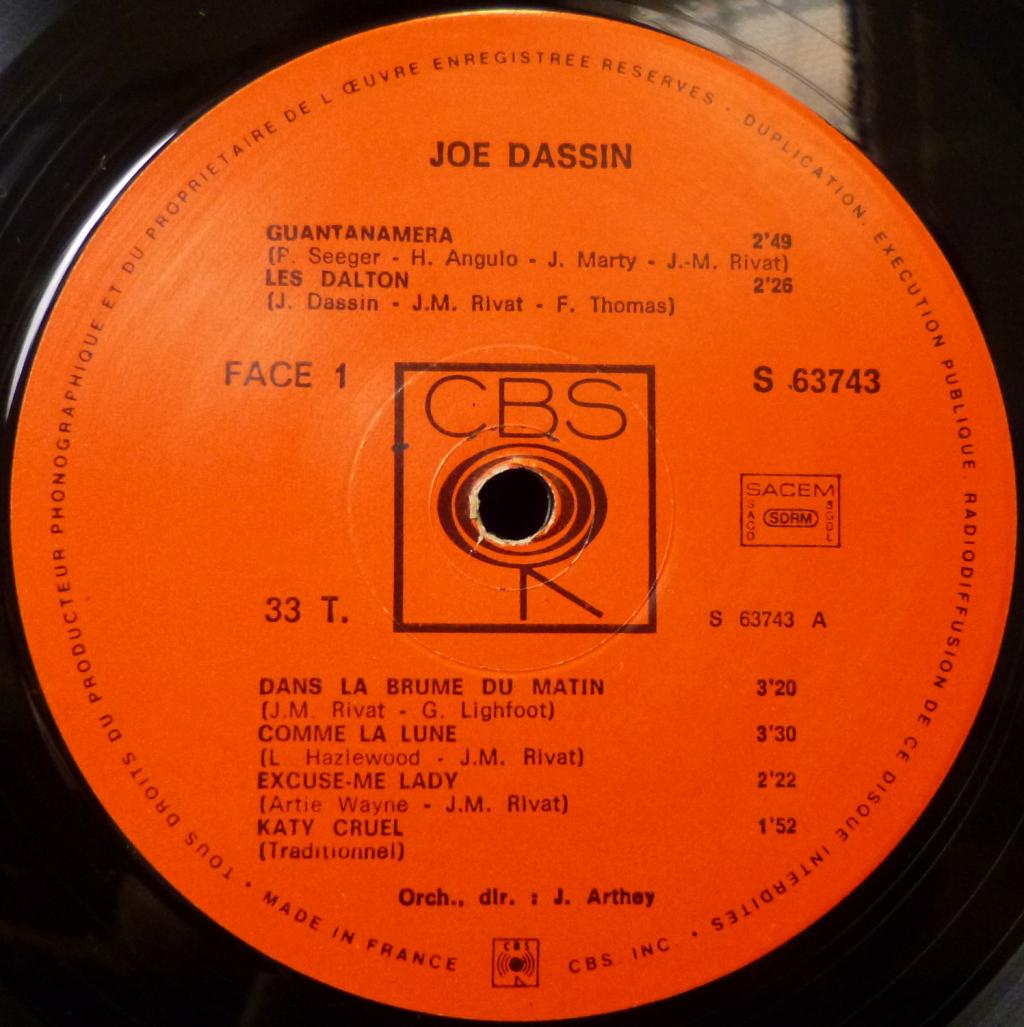 TOUS DROITS DU PRODUCTEUR PHONOGRAPHIQUE ET DU PROPRIETAIRE DE L ŒUVRE ENREGISTREE RESERVES · DUPLICATION. EXECUTION PUBLIQUE. RADIODIFFUSION DE CE DISQUE INTERDITES ·
JOE DASSIN
GUANTANAMERA 2'49
(P. Seeger - H. Angulo - J. Marty - J.-M. Rivat)
LES DALTON 2'26
(J. Dassin - J.M. Rivat - F. Thomas)
FACE 1
S 63743
CBS
SACEM
SACD
SDRM
SGDL
33 T.
S 63743 A
DANS LA BRUME DU MATIN 3'20
(J.M. Rivat - G. Lighfoot)
COMME LA LUNE 3'30
(L Hazlewood - J.M. Rivat)
EXCUSE-ME LADY 2'22
(Artie Wayne - J.M. Rivat)
KATY CRUEL 1'52
(Traditionnel)
Orch., dir. : J. Arthey
· MADE IN FRANCE
CBS
CBS. INC.